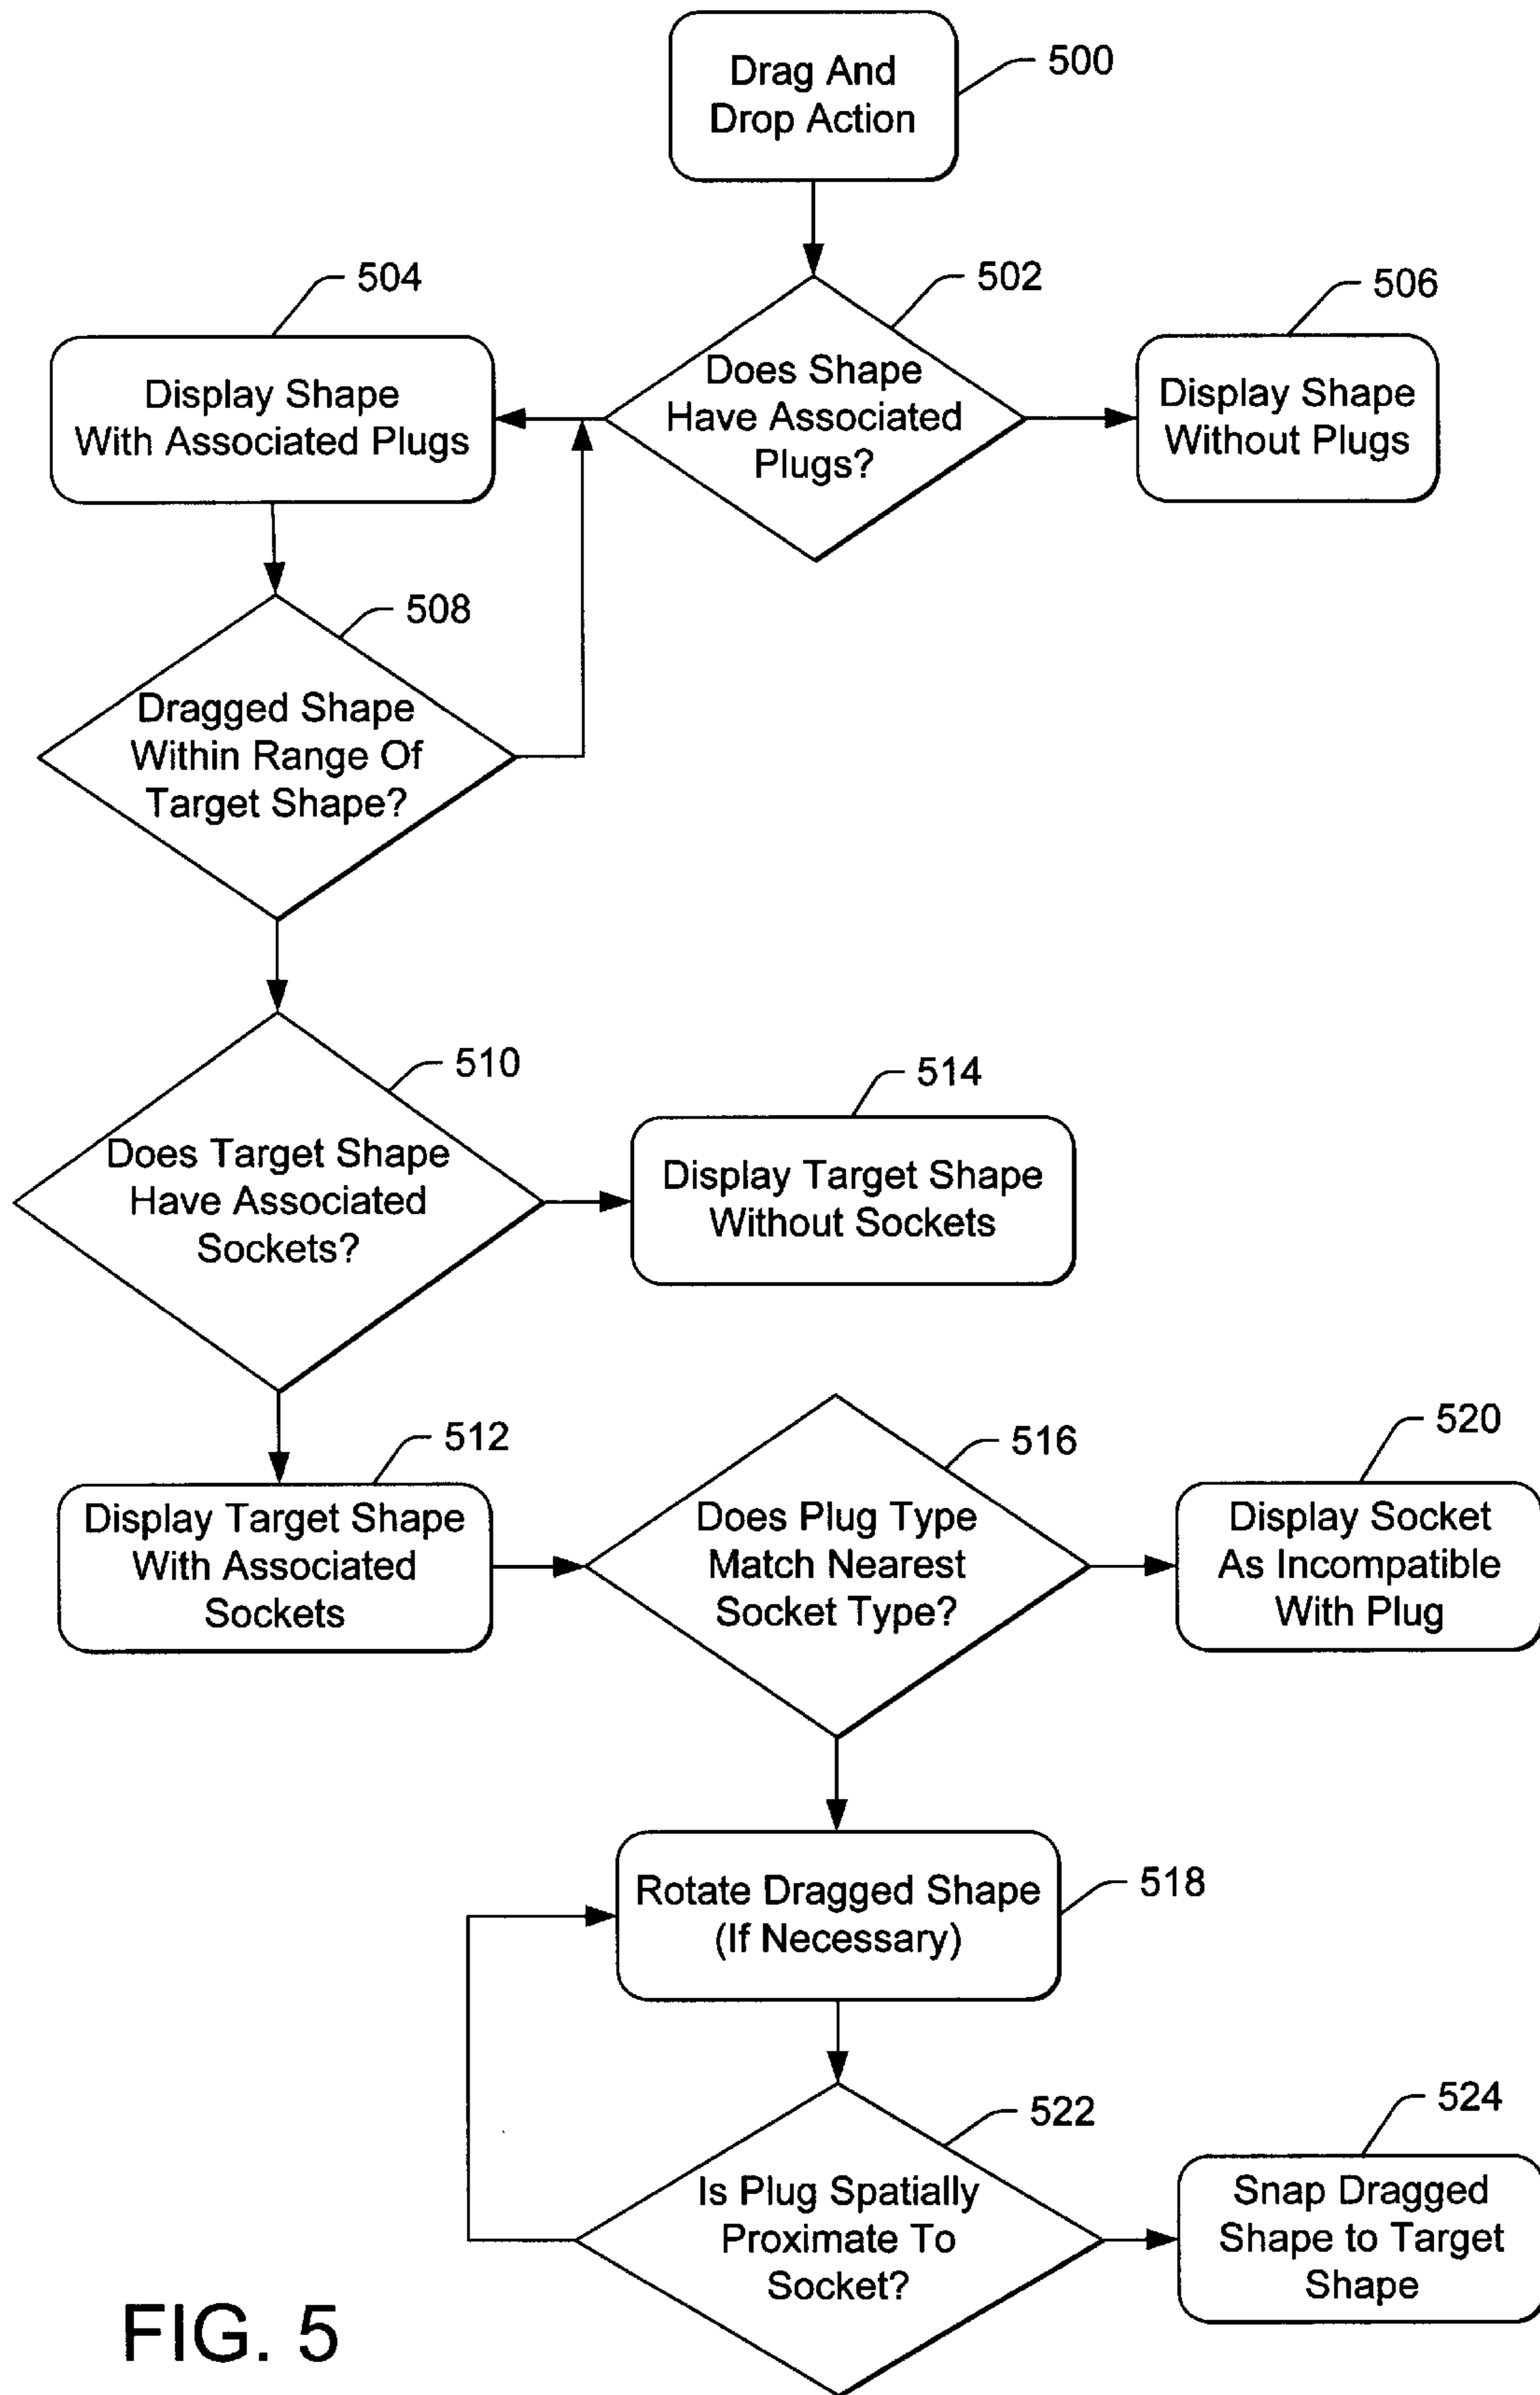 Drag And
Drop Action
500
502
504
506
Does Shape
Have Associated
Plugs?
Display Shape
With Associated Plugs
Display Shape
Without Plugs
508
Dragged Shape
Within Range Of
Target Shape?
510
Does Target Shape
Have Associated
Sockets?
514
Display Target Shape
Without Sockets
512
Display Target Shape
With Associated
Sockets
516
Does Plug Type
Match Nearest
Socket Type?
520
Display Socket
As Incompatible
With Plug
518
Rotate Dragged Shape
(If Necessary)
522
Is Plug Spatially
Proximate To
Socket?
524
Snap Dragged
Shape to Target
Shape
FIG. 5